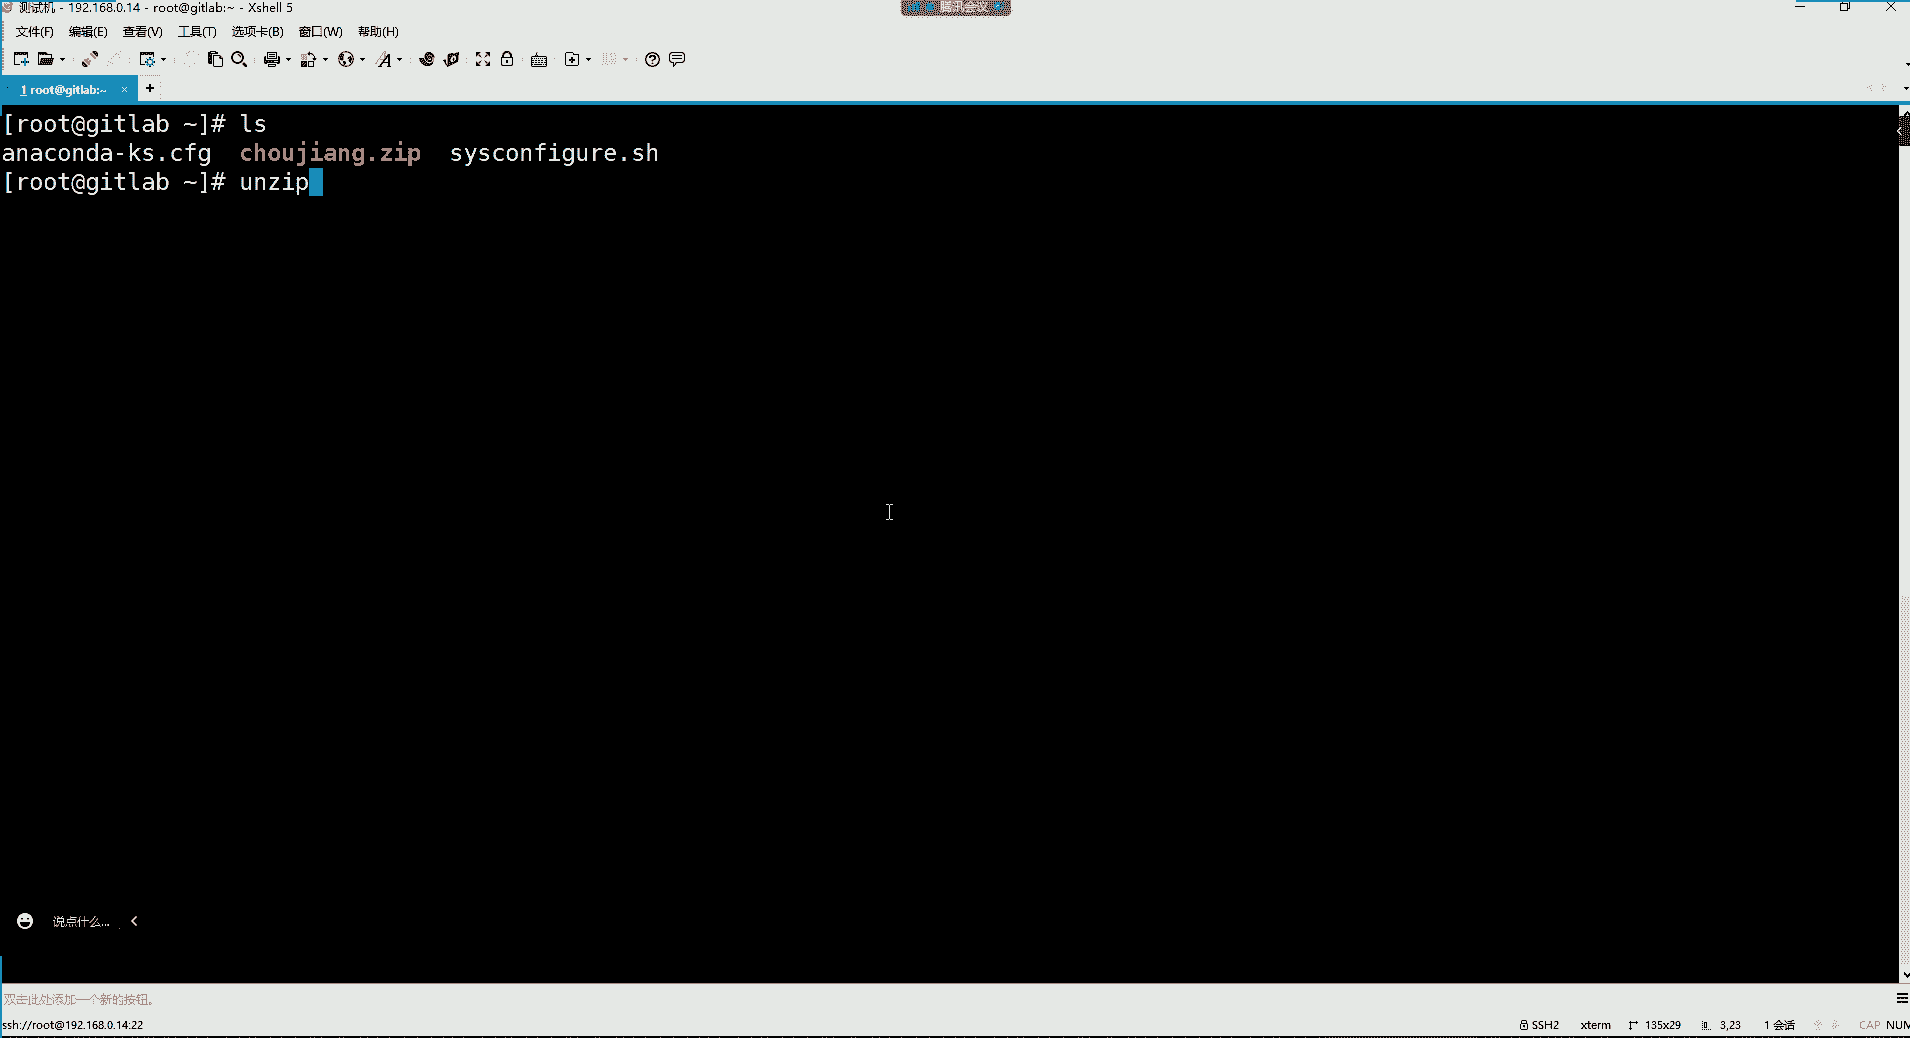 测试机 - 192.168.0.14 - root@gitlab:~ - Xshell 5
腾讯会议
文件(F) 编辑(E) 查看(V) 工具(T) 选项卡(B) 窗口(W) 帮助(H)
1 root@gitlab:~ × +
[root@gitlab ~]# ls
anaconda-ks.cfg choujiang.zip sysconfigure.sh
[root@gitlab ~]# unzip
说点什么...
双击此处添加一个新的按钮。
ssh://root@192.168.0.14:22 SSH2 xterm 135x29 3,23 1 会话 CAP NUM